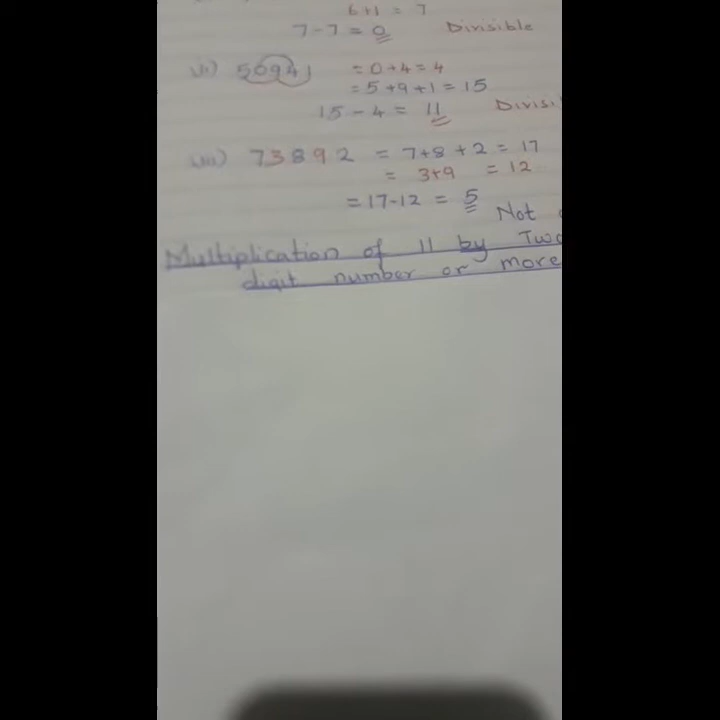 6+1 = 7
7-7 = 0 Divisible
vi) 50941 = 0+4 = 4
= 5+9+1 = 15
15 - 4 = 11 Divisi
73892 = 7+8+2 = 17
= 3+9 = 12
= 17-12 = 5
Not
Multiplication of 11 by Two
digit number or more